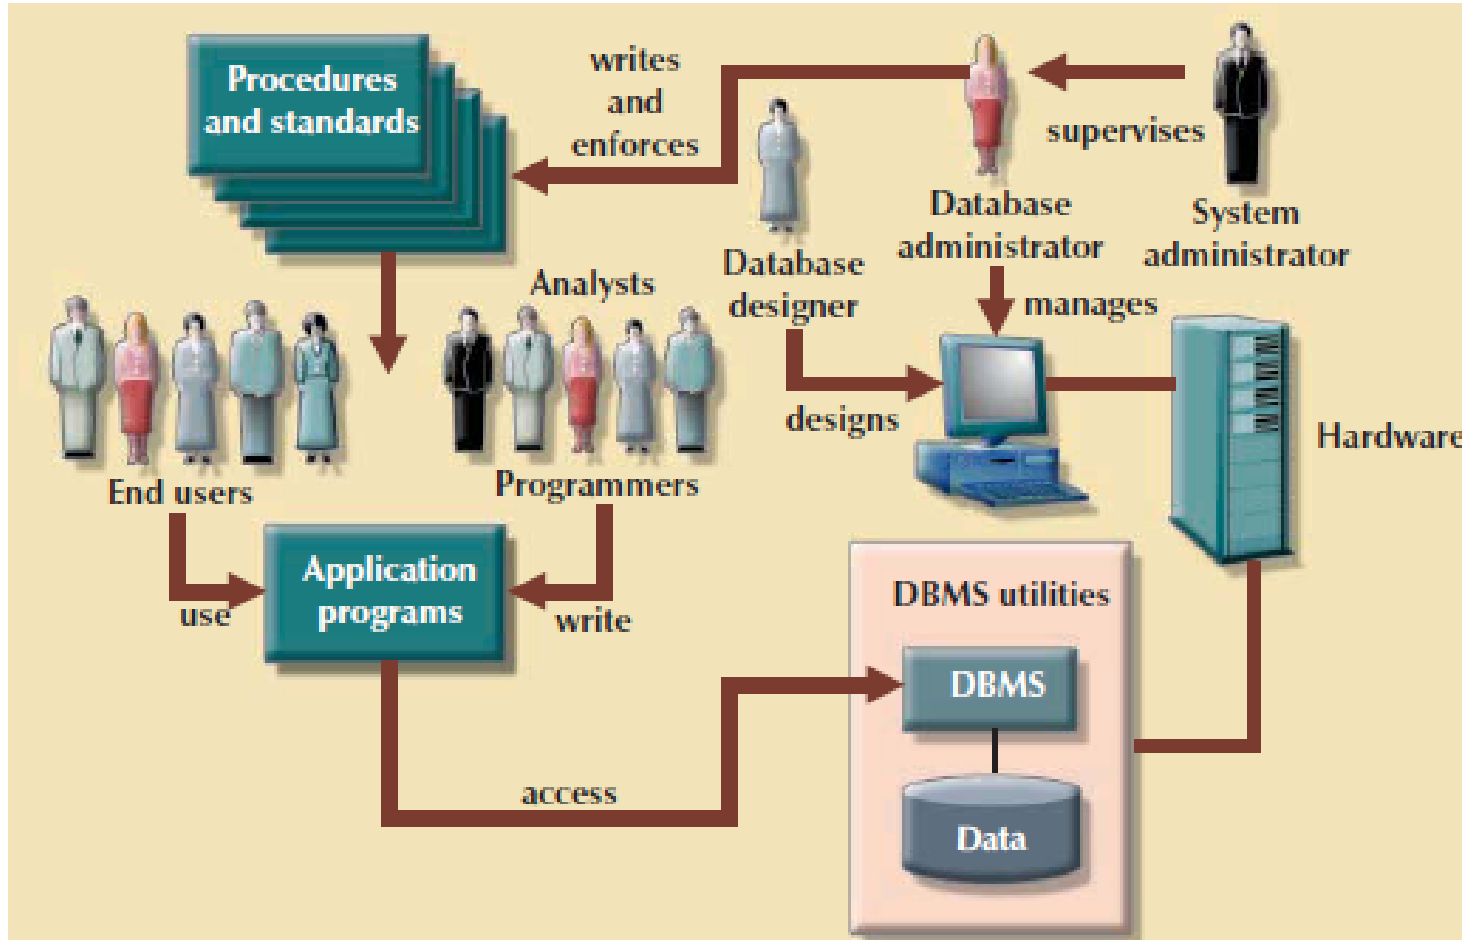 Procedures
and standards
writes
and
enforces
supervises
Database
administrator
System
administrator
Database
designer
manages
designs
Hardware
Analysts
Programmers
End users
use
Application
programs
write
access
DBMS utilities
DBMS
Data